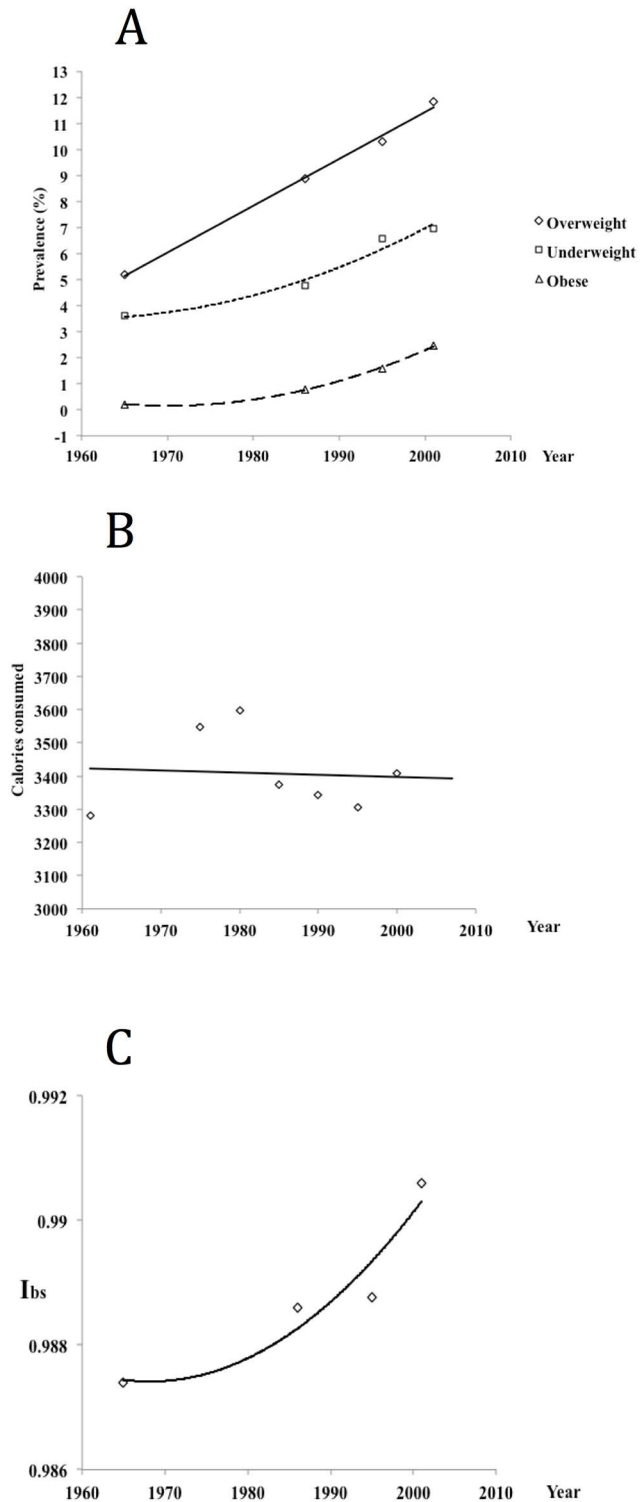 A
13
12
11
10
9
8
7
6
5
4
3
2
1
0
-1
Prevalence (%)
1960 1970 1980 1990 2000 2010 Year
Overweight
Underweight
Obese
B
4000
3900
3800
3700
3600
3500
3400
3300
3200
3100
3000
Calories consumed
1960 1970 1980 1990 2000 2010 Year
C
0.992
0.99
0.988
0.986
Ibs
1960 1970 1980 1990 2000 2010 Year